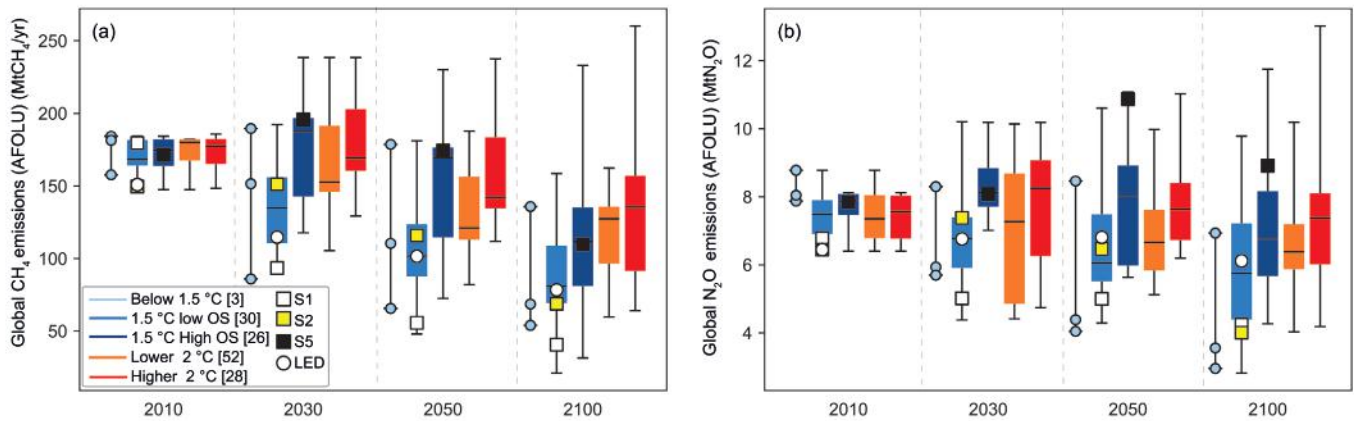 (a)
Global CH4 emissions (AFOLU) (MtCH4/yr)
250
200
150
100
50
Below 1.5 °C [3]
1.5 °C low OS [30]
1.5 °C High OS [26]
Lower 2 °C [52]
Higher 2 °C [28]
S1
S2
S5
LED
2010
2030
2050
2100
(b)
Global N2O emissions (AFOLU) (MtN2O)
12
10
8
6
4
2010
2030
2050
2100